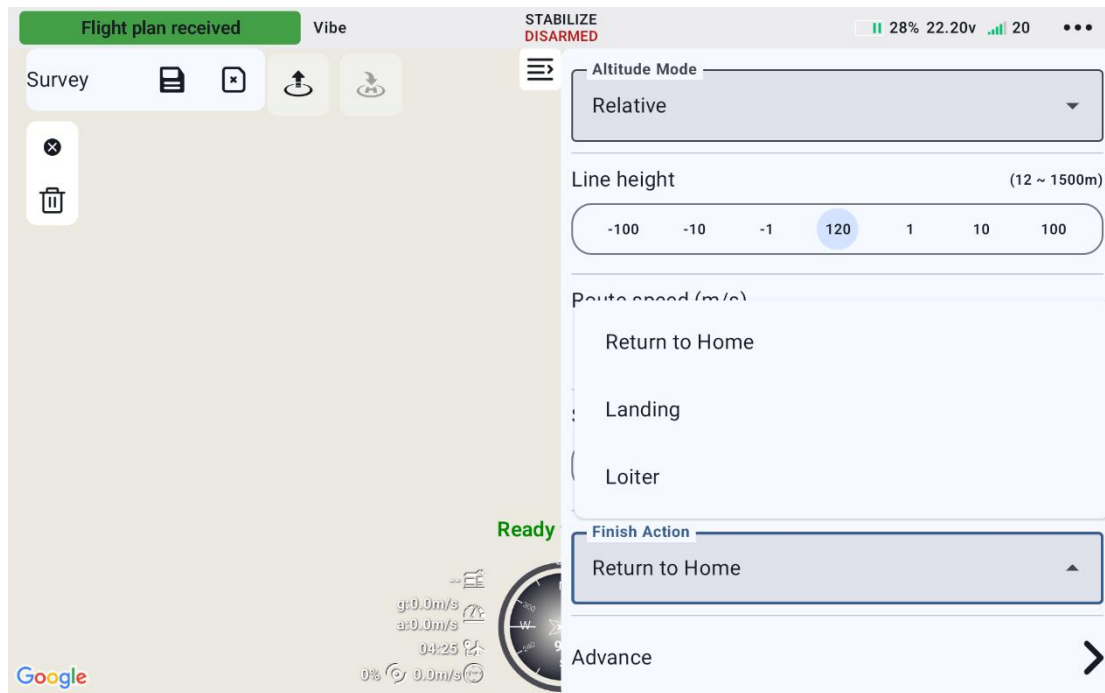 Flight plan received
Vibe
STABILIZE
DISARMED
28% 22.20v 20
Survey
Altitude Mode
Relative
Line height (12 ~ 1500m)
-100 -10 -1 120 1 10 100
Route speed (m/s)
Return to Home
Landing
Loiter
Ready
Finish Action
Return to Home
Advance
-- 
g:0.0m/s
a:0.0m/s
04:25
0% 0.0m/s
W
Google